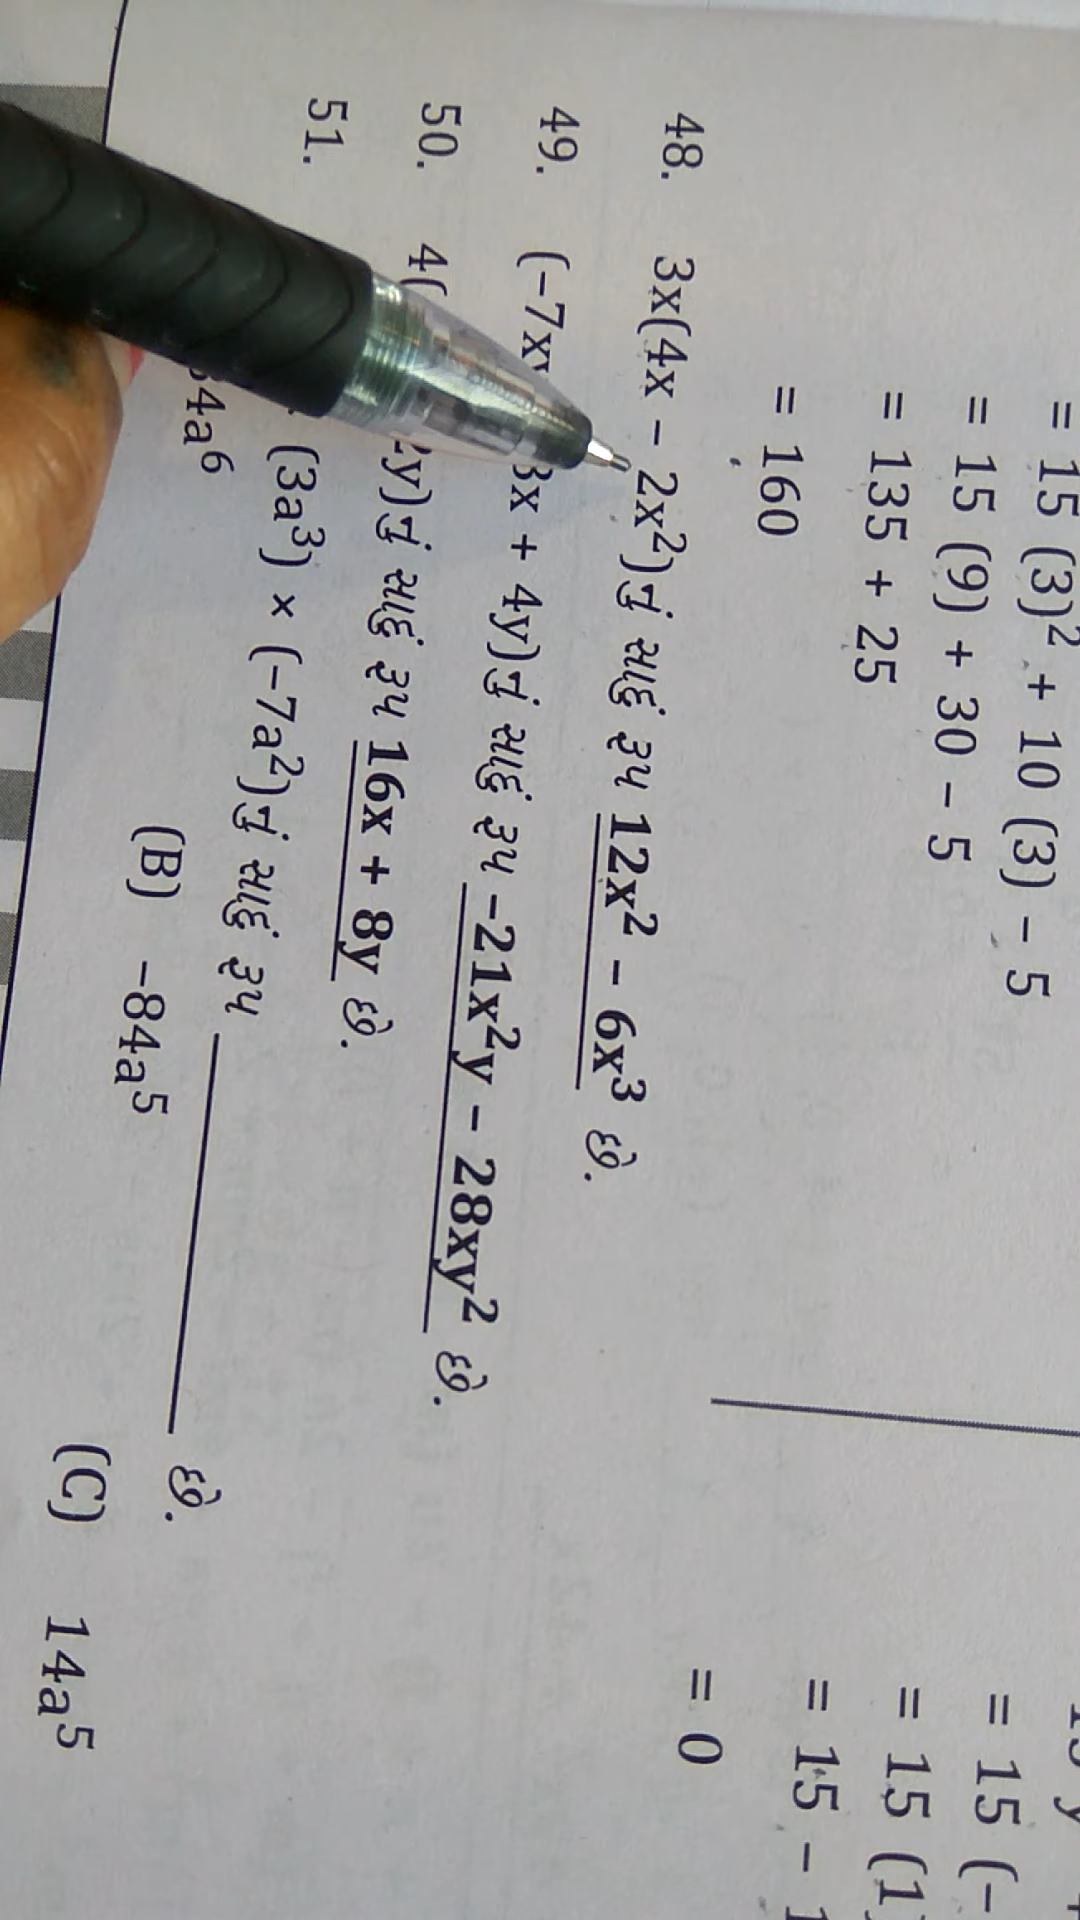 = 15 (3)² + 10 (3) – 5
= 15 (9) + 30 – 5
= 135 + 25
= 160
= 15 (–
= 15 (1
= 15 –
= 0
48. 3x(4x – 2x²)નું સાદું રૂપ 12x² – 6x³ છે.
49. (–7x 3x + 4y)નું સાદું રૂપ –21x²y – 28xy² છે.
50. 4( 2y)નું સાદું રૂપ 16x + 8y છે.
51. (3a³) × (–7a²)નું સાદું રૂપ ________ છે.
4a⁶ (B) –84a⁵ (C) 14a⁵